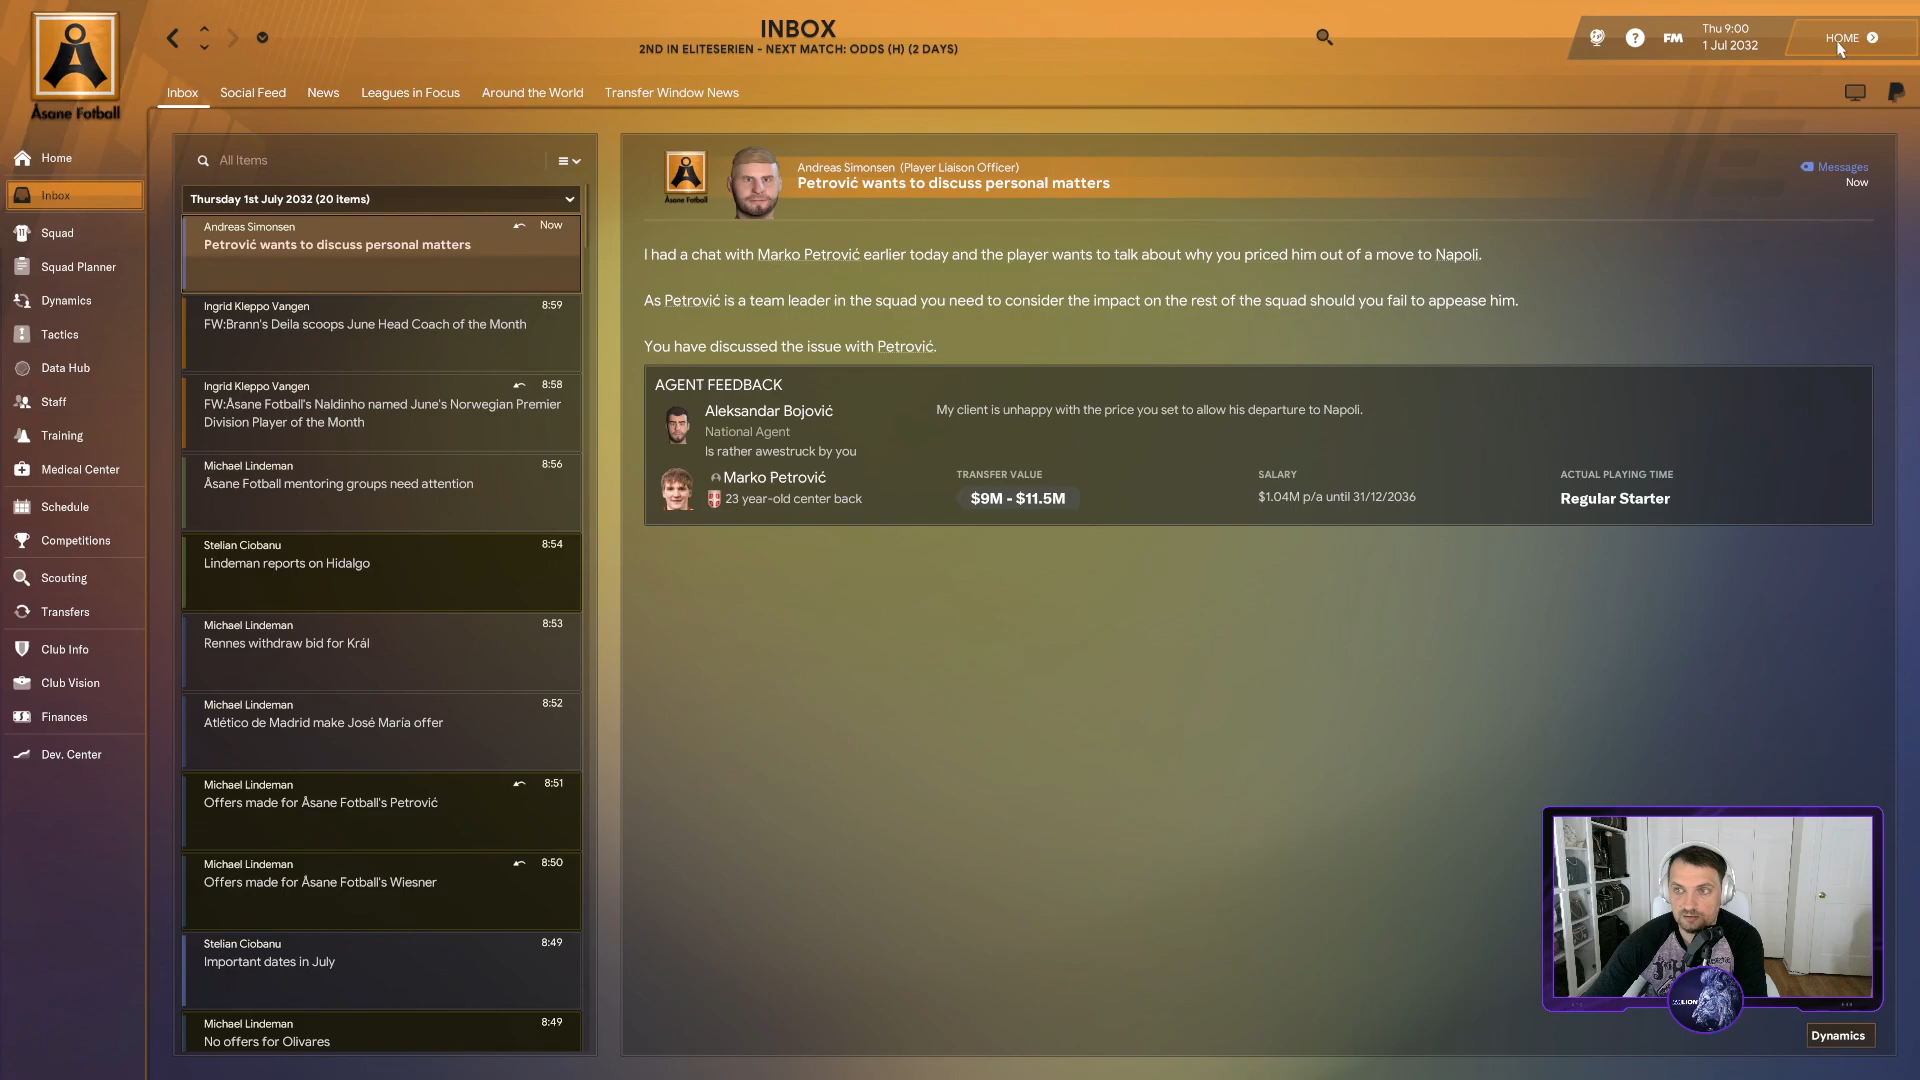 INBOX
2ND IN ELITESERIEN - NEXT MATCH: ODDS (H) (2 DAYS)
FM
Thu 9:00
1 Jul 2032
HOME
Åsane Fotball
Inbox
Social Feed
News
Leagues in Focus
Around the World
Transfer Window News
Home
Inbox
Squad
Squad Planner
Dynamics
Tactics
Data Hub
Staff
Training
Medical Center
Schedule
Competitions
Scouting
Transfers
Club Info
Club Vision
Finances
Dev. Center
All Items
Thursday 1st July 2032 (20 items)
Andreas Simonsen
Now
Petrović wants to discuss personal matters
Ingrid Kleppo Vangen
8:59
FW:Brann's Deila scoops June Head Coach of the Month
Ingrid Kleppo Vangen
8:58
FW:Åsane Fotball's Naldinho named June's Norwegian Premier
Division Player of the Month
Michael Lindeman
8:56
Åsane Fotball mentoring groups need attention
Stelian Ciobanu
8:54
Lindeman reports on Hidalgo
Michael Lindeman
8:53
Rennes withdraw bid for Král
Michael Lindeman
8:52
Atlético de Madrid make José María offer
Michael Lindeman
8:51
Offers made for Åsane Fotball's Petrović
Michael Lindeman
8:50
Offers made for Åsane Fotball's Wiesner
Stelian Ciobanu
8:49
Important dates in July
Michael Lindeman
8:49
No offers for Olivares
Åsane Fotball
Andreas Simonsen (Player Liaison Officer)
Petrović wants to discuss personal matters
Messages
Now
I had a chat with Marko Petrović earlier today and the player wants to talk about why you priced him out of a move to Napoli.
As Petrović is a team leader in the squad you need to consider the impact on the rest of the squad should you fail to appease him.
You have discussed the issue with Petrović.
AGENT FEEDBACK
Aleksandar Bojović
National Agent
Is rather awestruck by you
My client is unhappy with the price you set to allow his departure to Napoli.
Marko Petrović
23 year-old center back
TRANSFER VALUE
$9M - $11.5M
SALARY
$1.04M p/a until 31/12/2036
ACTUAL PLAYING TIME
Regular Starter
Dynamics